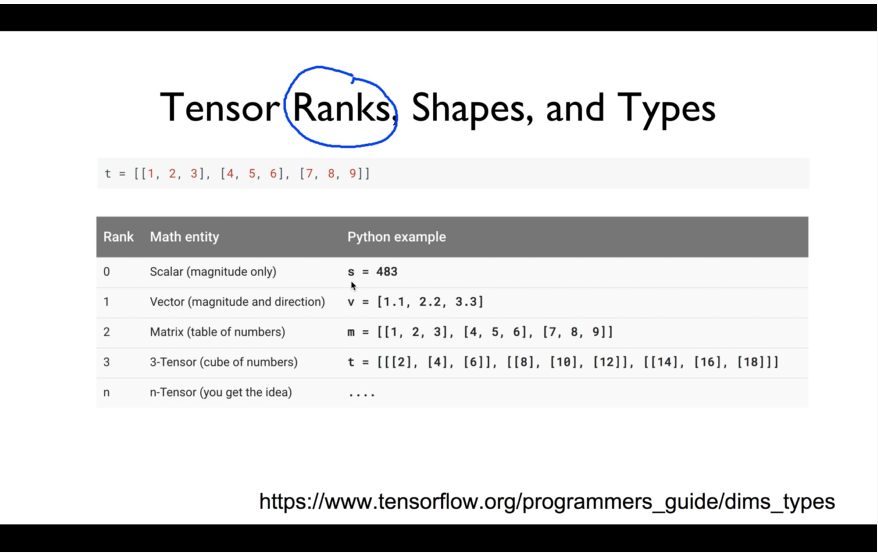 Tensor Ranks, Shapes, and Types
t = [[1, 2, 3], [4, 5, 6], [7, 8, 9]]
Rank Math entity Python example
0 Scalar (magnitude only) s = 483
1 Vector (magnitude and direction) v = [1.1, 2.2, 3.3]
2 Matrix (table of numbers) m = [[1, 2, 3], [4, 5, 6], [7, 8, 9]]
3 3-Tensor (cube of numbers) t = [[[2], [4], [6]], [[8], [10], [12]], [[14], [16], [18]]]
n n-Tensor (you get the idea) ....
https://www.tensorflow.org/programmers_guide/dims_types